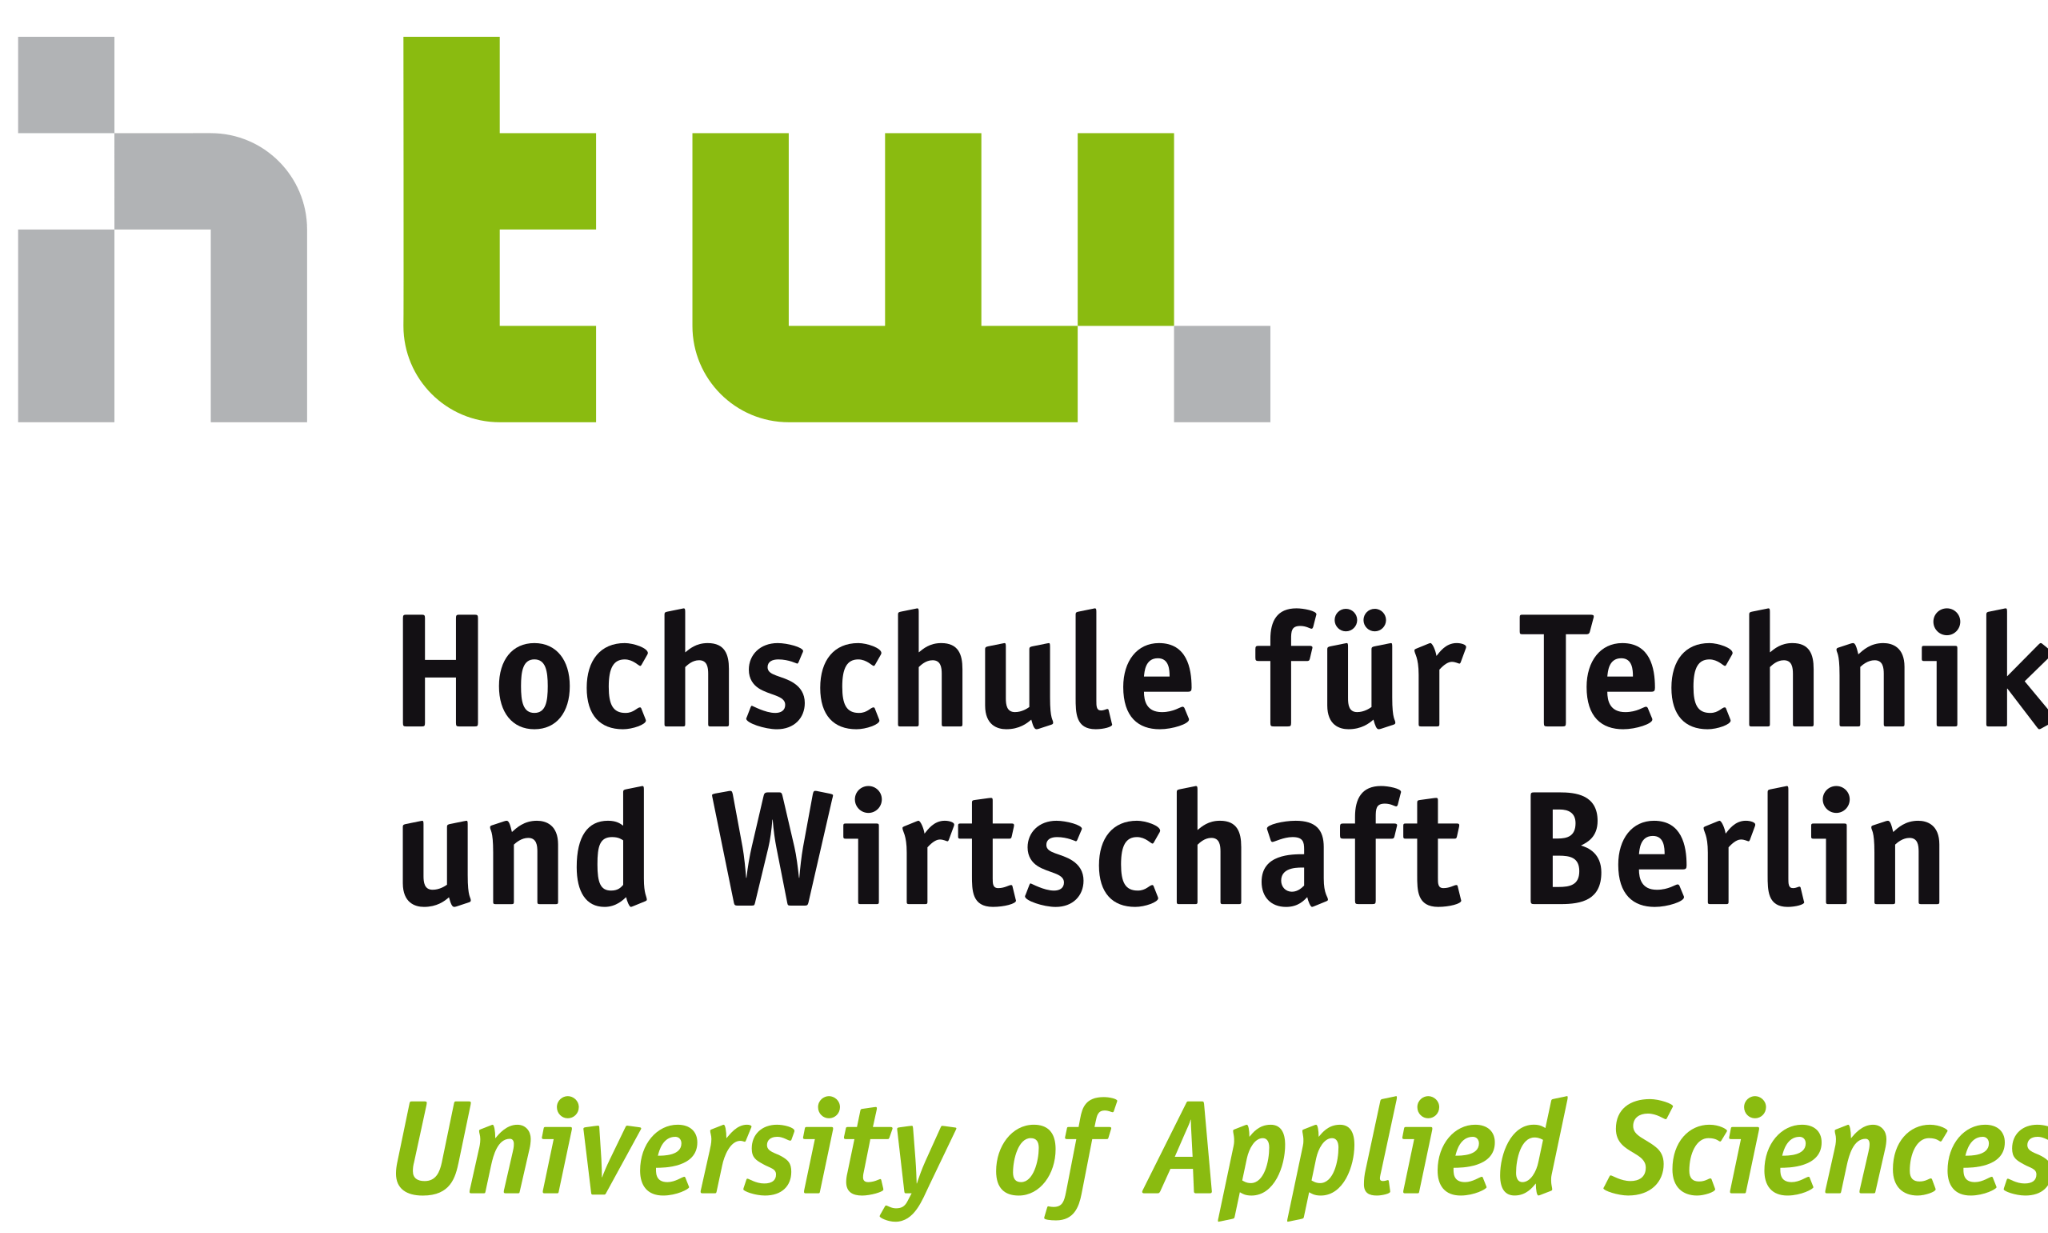 htw.
Hochschule für Technik
und Wirtschaft Berlin
University of Applied Sciences